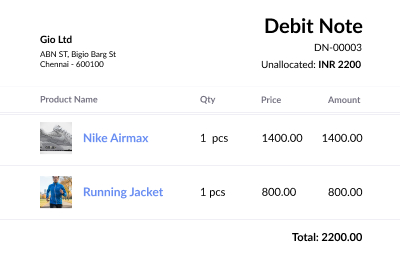 Debit Note
Gio Ltd
DN-00003
ABN ST, Bigio Barg St
Chennai - 600100
Unallocated: INR 2200
Product Name Qty Price Amount
Nike Airmax 1 pcs 1400.00 1400.00
Running Jacket 1 pcs 800.00 800.00
Total: 2200.00